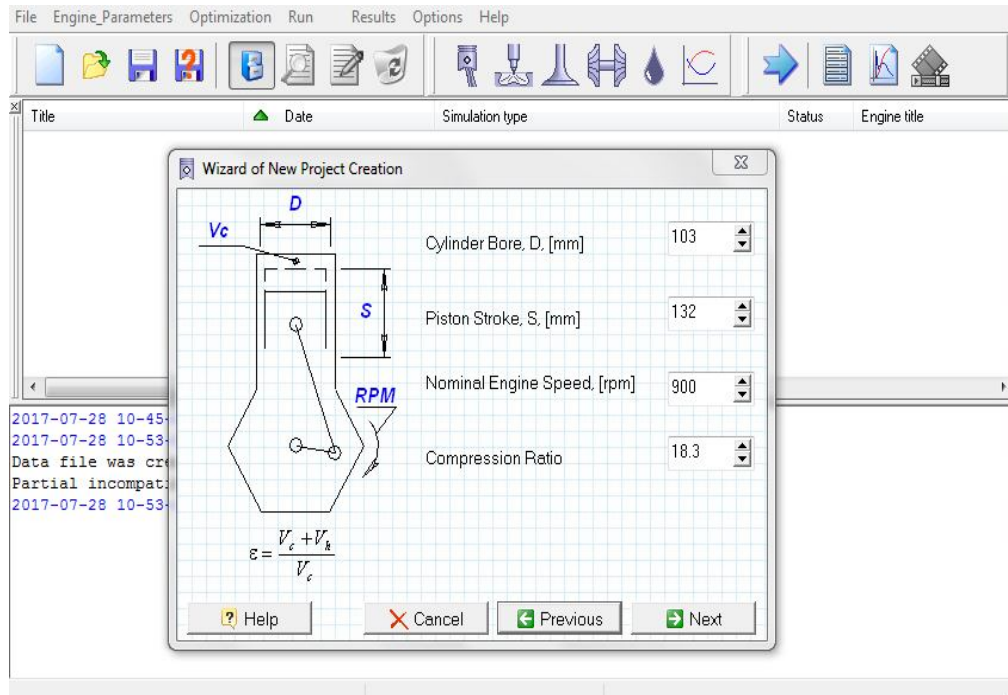 File Engine_Parameters Optimization Run Results Options Help
Title Date Simulation type Status Engine title
Wizard of New Project Creation
D
Vc
Cylinder Bore, D, [mm] 103
S
Piston Stroke, S, [mm] 132
Nominal Engine Speed, [rpm] 900
RPM
Compression Ratio 18.3
ε = (V_c + V_h) / V_c
2017-07-28 10-45-
2017-07-28 10-53-
Data file was cre
Partial incompati
2017-07-28 10-53-
Help Cancel Previous Next